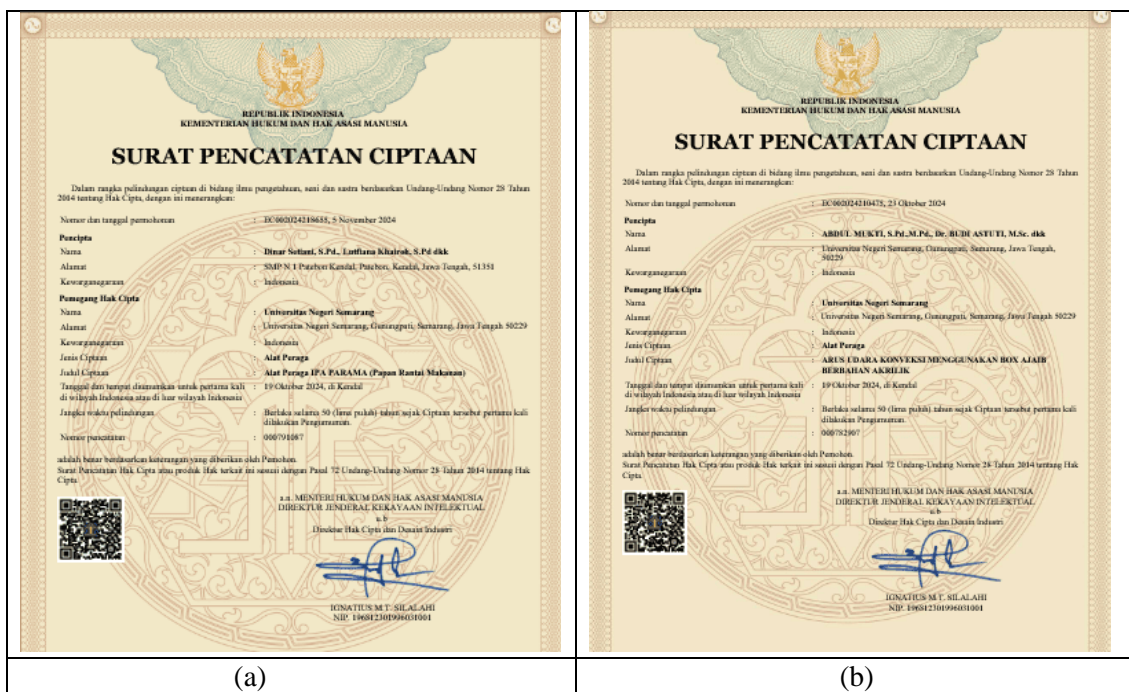 REPUBLIK INDONESIA
KEMENTERIAN HUKUM DAN HAK ASASI MANUSIA
SURAT PENCATATAN CIPTAAN
Dalam rangka pelindungan ciptaan di bidang ilmu pengetahuan, seni dan sastra berdasarkan Undang-Undang Nomor 28 Tahun
2014 tentang Hak Cipta, dengan ini menerangkan:
Nomor dan tanggal permohonan : 5 November 2024
Pencipta
Nama : Dinar Setiani, S.Pd., Lutfiana Khairoh, S.Pd dkk
Alamat : SMP N 1 Patebon Kendal, Patebon, Kendal, Jawa Tengah, 51351
Kewarganegaraan : Indonesia
Pemegang Hak Cipta
Nama : Universitas Negeri Semarang
Alamat : Universitas Negeri Semarang, Gunungpati, Semarang, Jawa Tengah 50229
Kewarganegaraan : Indonesia
Jenis Ciptaan : Alat Peraga
Judul Ciptaan : Alat Peraga IPA PARAMA (Papan Rantai Makanan)
Tanggal dan tempat diumumkan untuk pertama kali : 19 Oktober 2024, di Kendal
di wilayah Indonesia atau di luar wilayah Indonesia
Jangka waktu pelindungan : Berlaku selama 50 (lima puluh) tahun sejak Ciptaan tersebut pertama kali
dilakukan Pengumuman.
Nomor pencatatan : 000791087
adalah benar berdasarkan keterangan yang diberikan oleh Pemohon.
Surat Pencatatan Hak Cipta atau produk Hak terkait ini sesuai dengan Pasal 72 Undang-Undang Nomor 28 Tahun 2014 tentang Hak
Cipta.
a.n. MENTERI HUKUM DAN HAK ASASI MANUSIA
DIREKTUR JENDERAL KEKAYAAN INTELEKTUAL
u.b
Direktur Hak Cipta dan Desain Industri
IGNATIUS M.T. SILALAHI
NIP. 196812301996031001
(a)
REPUBLIK INDONESIA
KEMENTERIAN HUKUM DAN HAK ASASI MANUSIA
SURAT PENCATATAN CIPTAAN
Dalam rangka pelindungan ciptaan di bidang ilmu pengetahuan, seni dan sastra berdasarkan Undang-Undang Nomor 28 Tahun
2014 tentang Hak Cipta, dengan ini menerangkan:
Nomor dan tanggal permohonan : EC002024210475, 23 Oktober 2024
Pencipta
Nama : ABDUL MUKTI, S.Pd.,M.Pd., Dr. BUDI ASTUTI, M.Sc. dkk
Alamat : Universitas Negeri Semarang, Gunungpati, Semarang, Jawa Tengah,
50229
Kewarganegaraan : Indonesia
Pemegang Hak Cipta
Nama : Universitas Negeri Semarang
Alamat : Universitas Negeri Semarang, Gunungpati, Semarang, Jawa Tengah 50229
Kewarganegaraan : Indonesia
Jenis Ciptaan : Alat Peraga
Judul Ciptaan : ARUS UDARA KONVEKSI MENGGUNAKAN BOX AJAIB
BERBAHAN AKRILIK
Tanggal dan tempat diumumkan untuk pertama kali : 19 Oktober 2024, di Kendal
di wilayah Indonesia atau di luar wilayah Indonesia
Jangka waktu pelindungan : Berlaku selama 50 (lima puluh) tahun sejak Ciptaan tersebut pertama kali
dilakukan Pengumuman.
Nomor pencatatan : 000782907
adalah benar berdasarkan keterangan yang diberikan oleh Pemohon.
Surat Pencatatan Hak Cipta atau produk Hak terkait ini sesuai dengan Pasal 72 Undang-Undang Nomor 28 Tahun 2014 tentang Hak
Cipta.
a.n. MENTERI HUKUM DAN HAK ASASI MANUSIA
DIREKTUR JENDERAL KEKAYAAN INTELEKTUAL
u.b
Direktur Hak Cipta dan Desain Industri
IGNATIUS M.T. SILALAHI
NIP. 196812301996031001
(b)